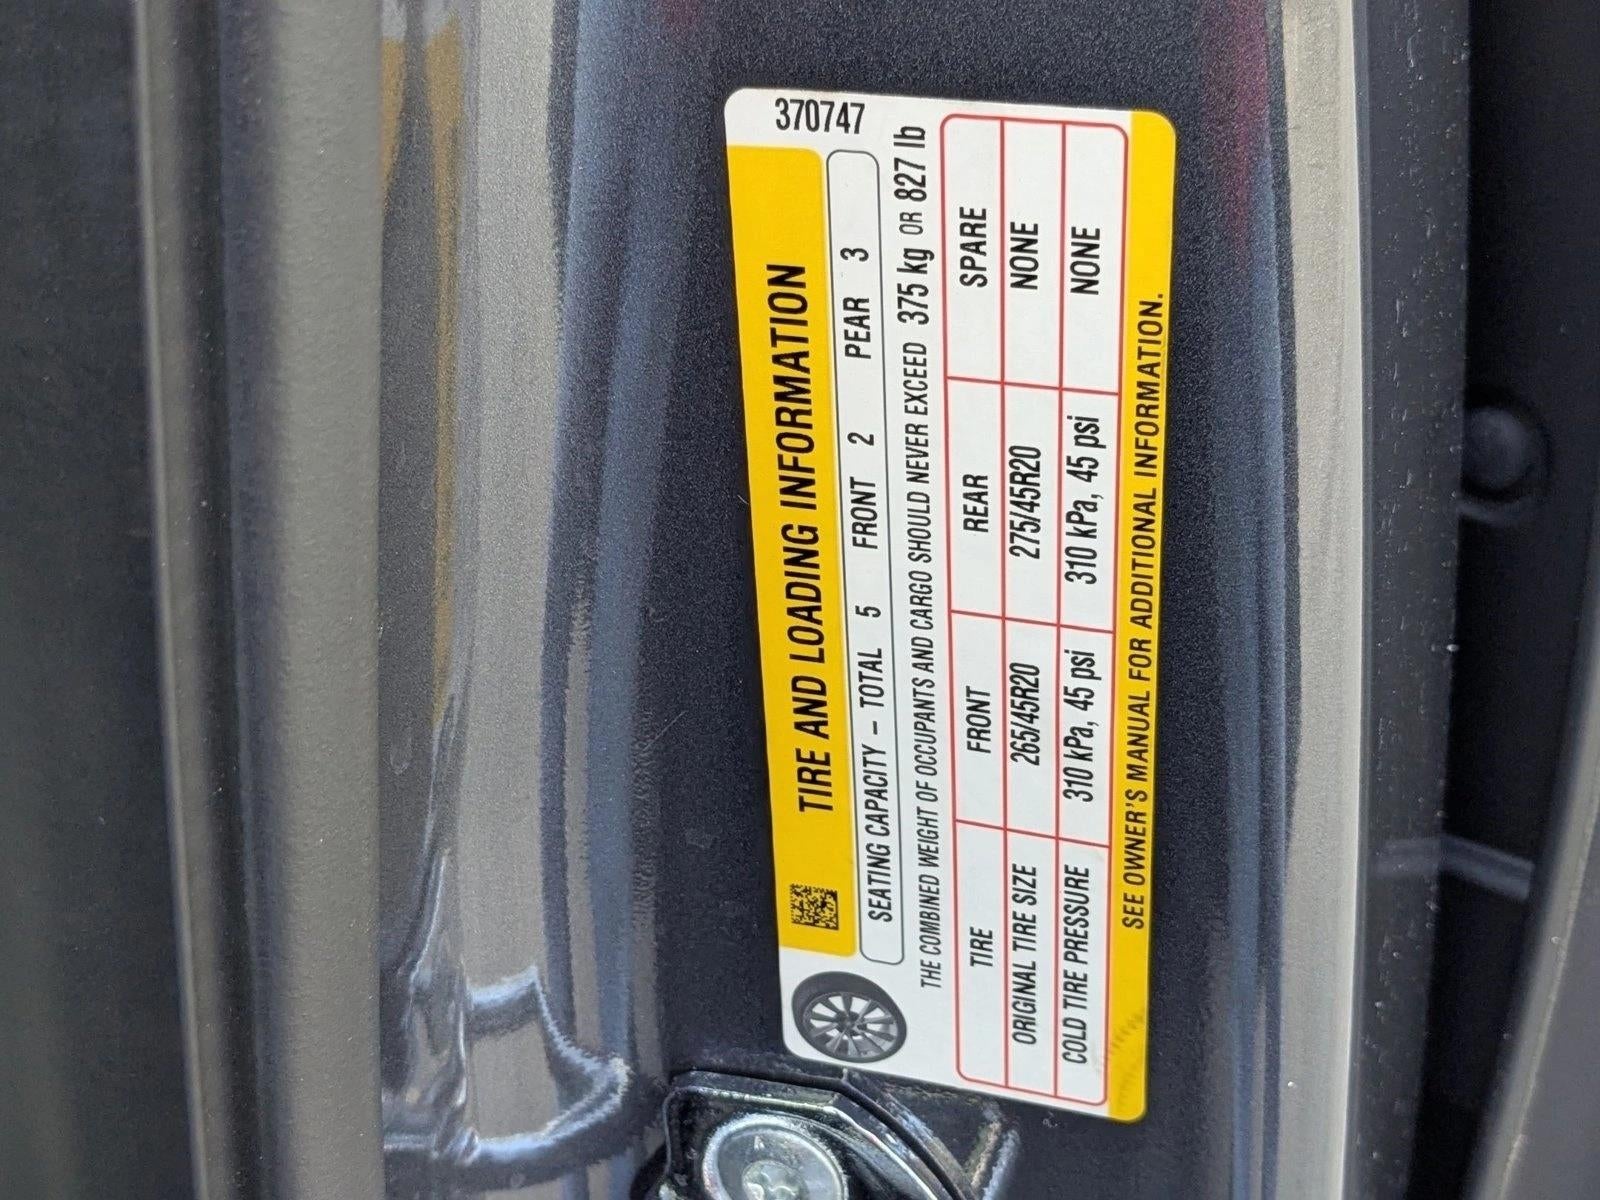 370747
TIRE AND LOADING INFORMATION
SEATING CAPACITY – TOTAL 5 FRONT 2 PEAR 3
THE COMBINED WEIGHT OF OCCUPANTS AND CARGO SHOULD NEVER EXCEED 375 kg OR 827 lb
TIRE FRONT REAR SPARE
ORIGINAL TIRE SIZE 265/45R20 275/45R20 NONE
COLD TIRE PRESSURE 310 kPa, 45 psi 310 kPa, 45 psi NONE
SEE OWNER'S MANUAL FOR ADDITIONAL INFORMATION.